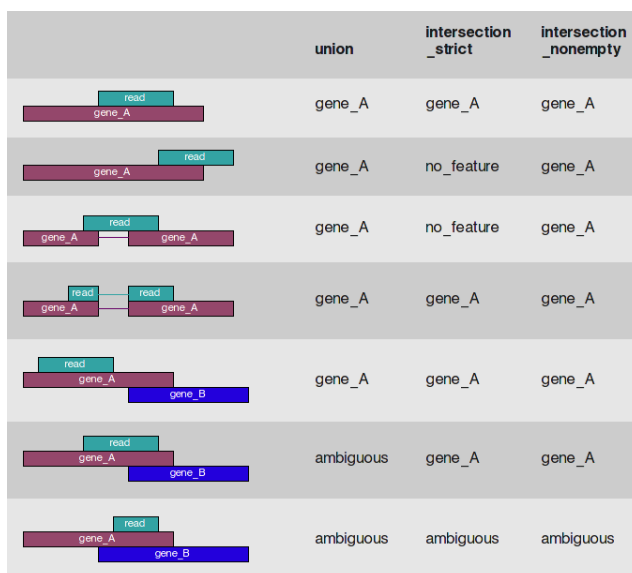 union intersection _strict intersection _nonempty
read
gene_A gene_A gene_A gene_A
read
gene_A gene_A no_feature gene_A
read
gene_A gene_A gene_A no_feature gene_A
read read
gene_A gene_A gene_A gene_A gene_A
read
gene_A gene_A gene_A gene_A
gene_B
read
gene_A ambiguous gene_A gene_A
gene_B
read
gene_A ambiguous ambiguous ambiguous
gene_B